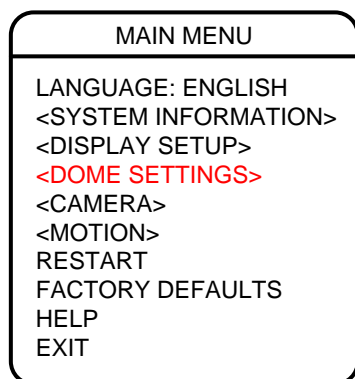 MAIN MENU
LANGUAGE: ENGLISH
<SYSTEM INFORMATION>
<DISPLAY SETUP>
<DOME SETTINGS>
<CAMERA>
<MOTION>
RESTART
FACTORY DEFAULTS
HELP
EXIT